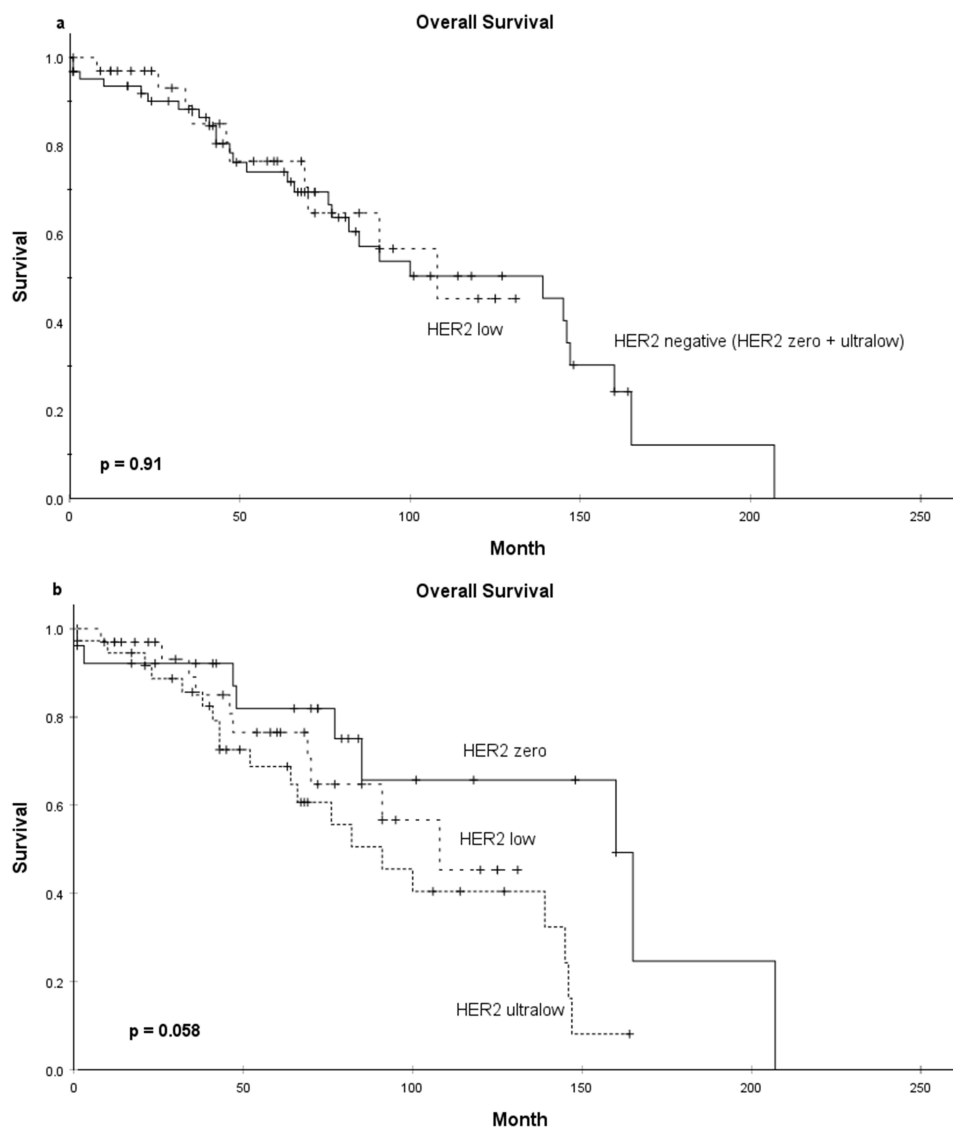 a
Overall Survival
1.0
0.8
0.6
0.4
0.2
0.0
Survival
HER2 low
HER2 negative (HER2 zero + ultralow)
p = 0.91
0 50 100 150 200 250
Month
b
Overall Survival
1.0
0.8
0.6
0.4
0.2
0.0
Survival
HER2 zero
HER2 low
HER2 ultralow
p = 0.058
0 50 100 150 200 250
Month